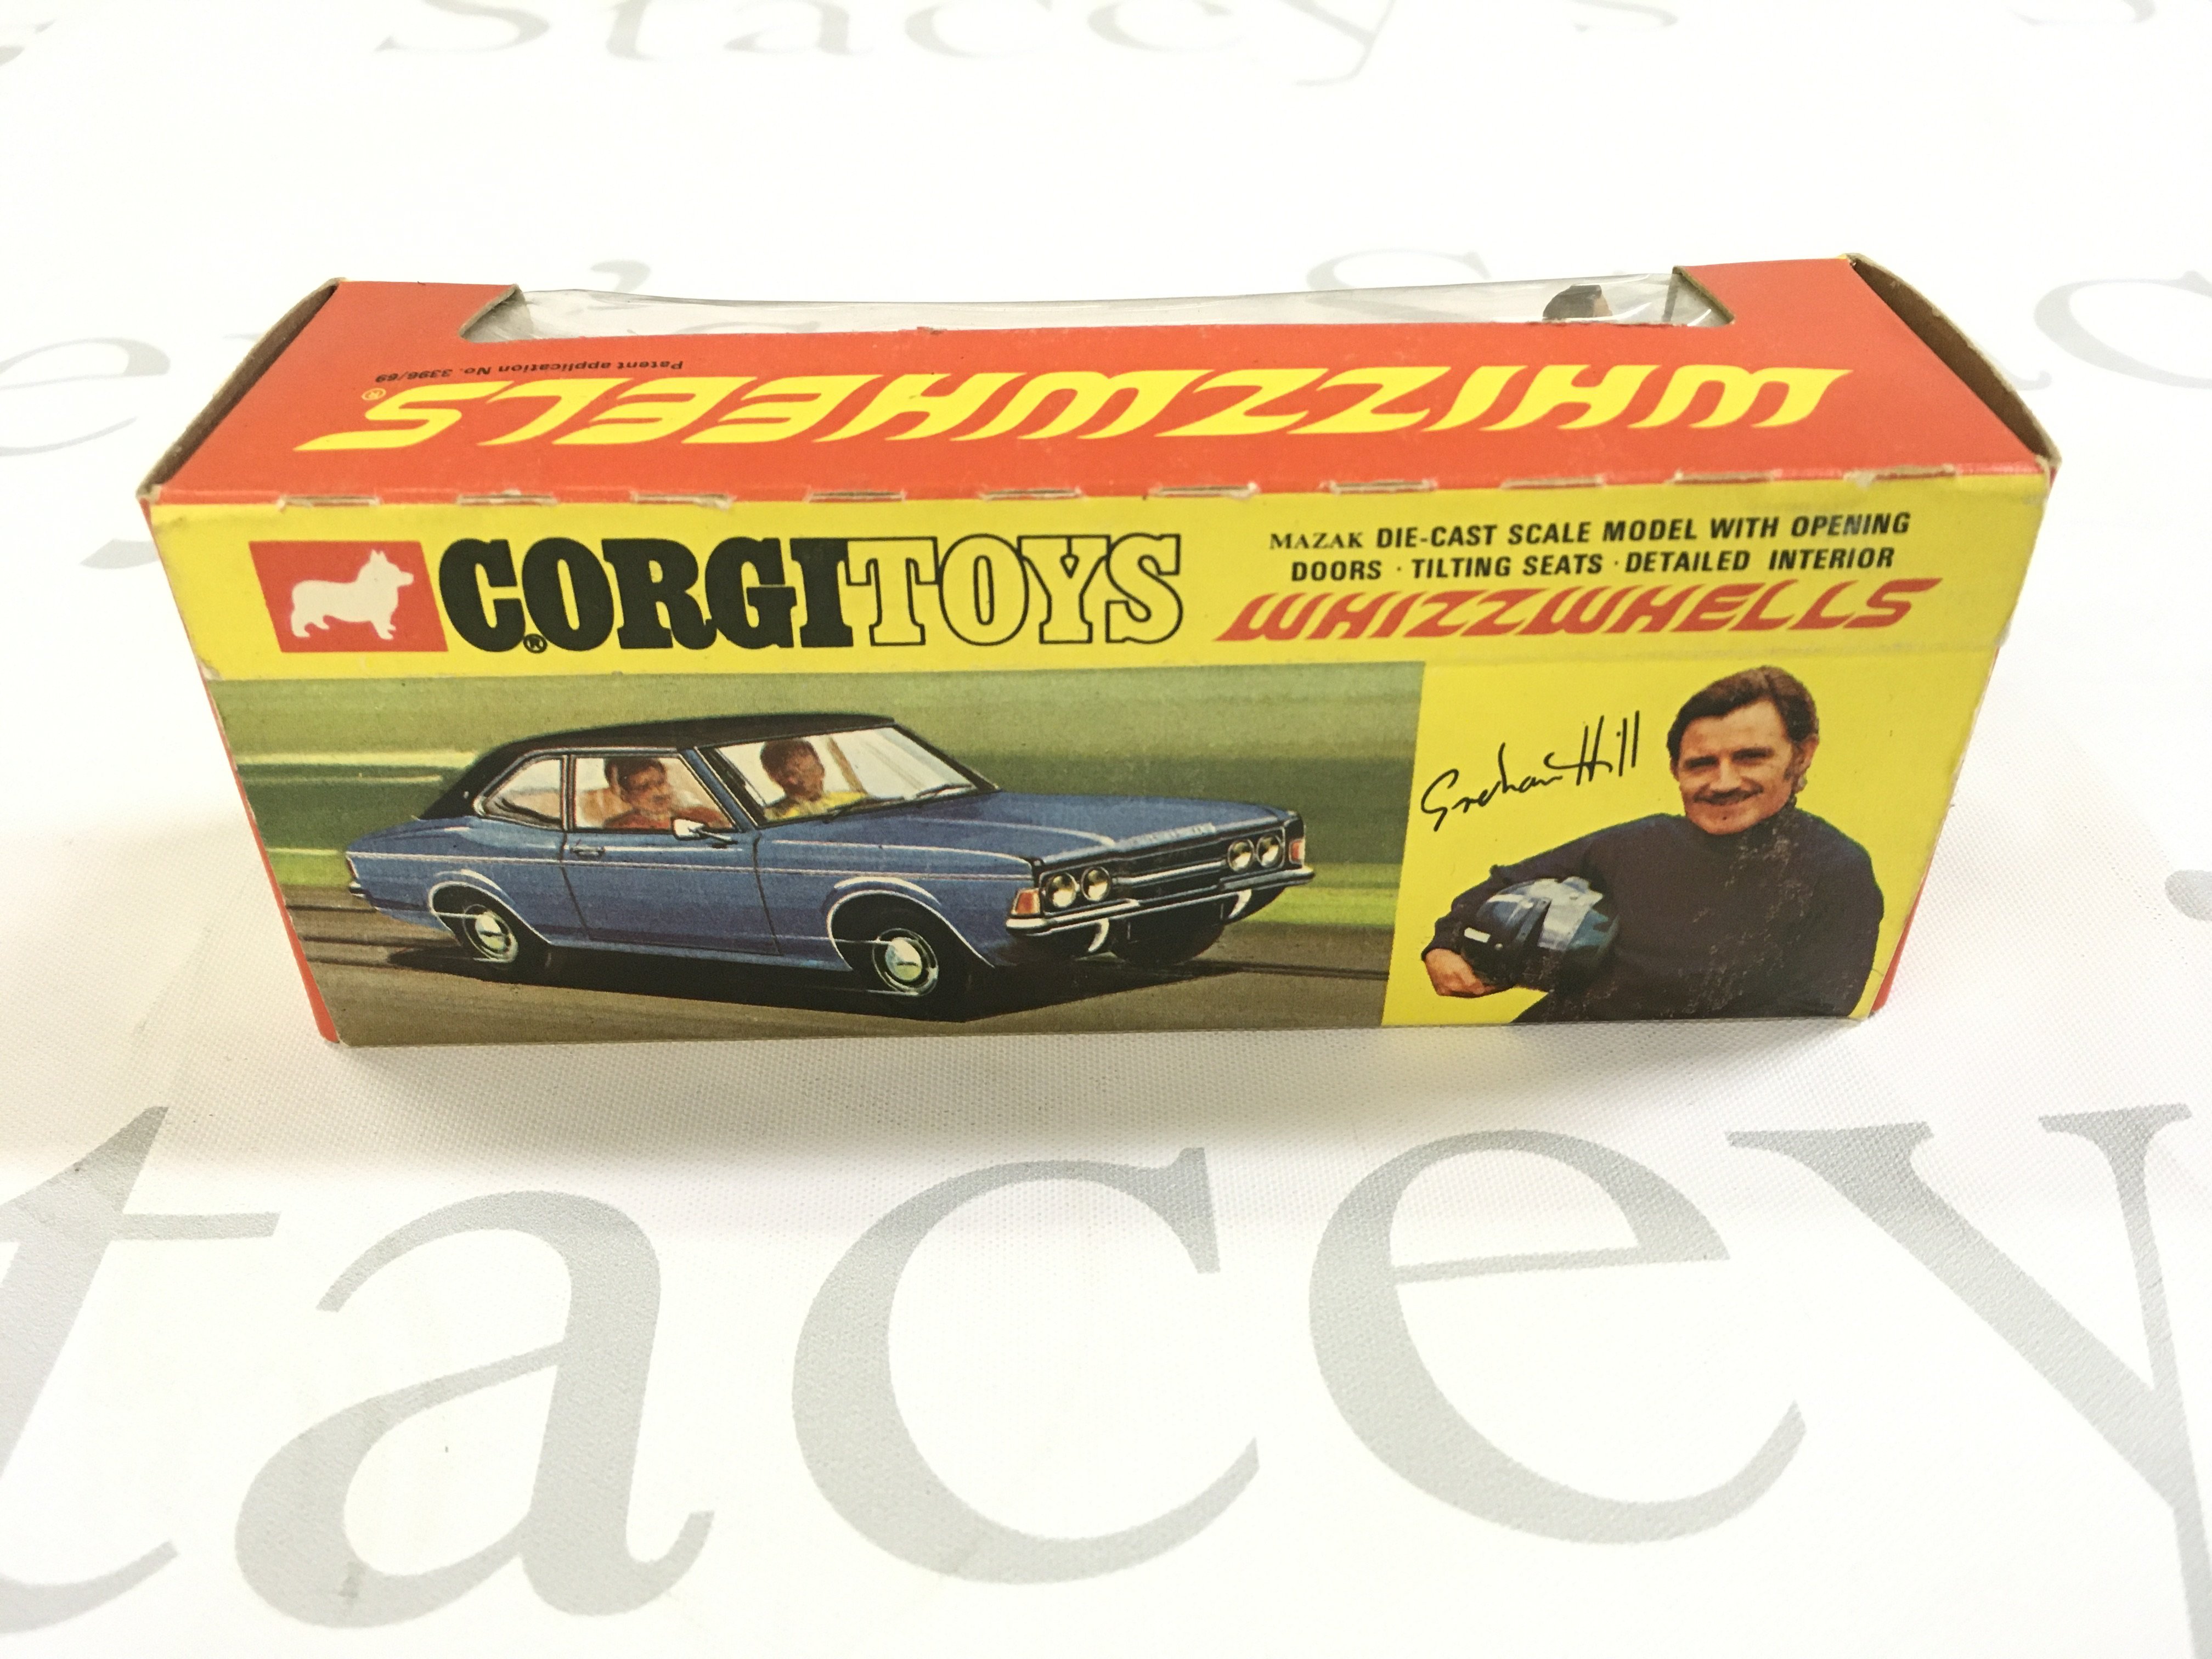 Stacey's
Patent application No. 3396/69
WHIZZWHEELS®
CORGI® TOYS
MAZAK DIE-CAST SCALE MODEL WITH OPENING
DOORS · TILTING SEATS · DETAILED INTERIOR
WHIZZWHEELS
Graham Hill
tacey